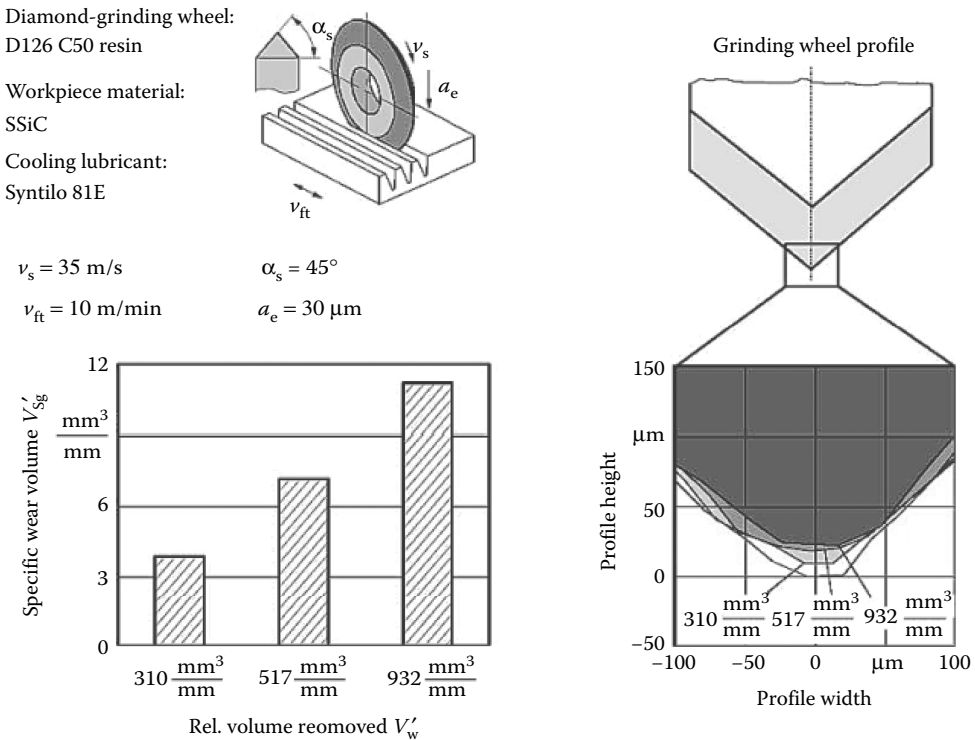 Diamond-grinding wheel:
D126 C50 resin
Workpiece material:
SSiC
Cooling lubricant:
Syntilo 81E
αs
vs
ae
vft
vs = 35 m/s
αs = 45°
vft = 10 m/min
ae = 30 µm
Specific wear volume V′Sg
mm³/mm
12
6
3
0
310 mm³/mm
517 mm³/mm
932 mm³/mm
Rel. volume reomoved V′w
Grinding wheel profile
Profile height
150
µm
50
0
−50
310 mm³/mm
517 mm³/mm
932 mm³/mm
−100
−50
0
µm
100
Profile width